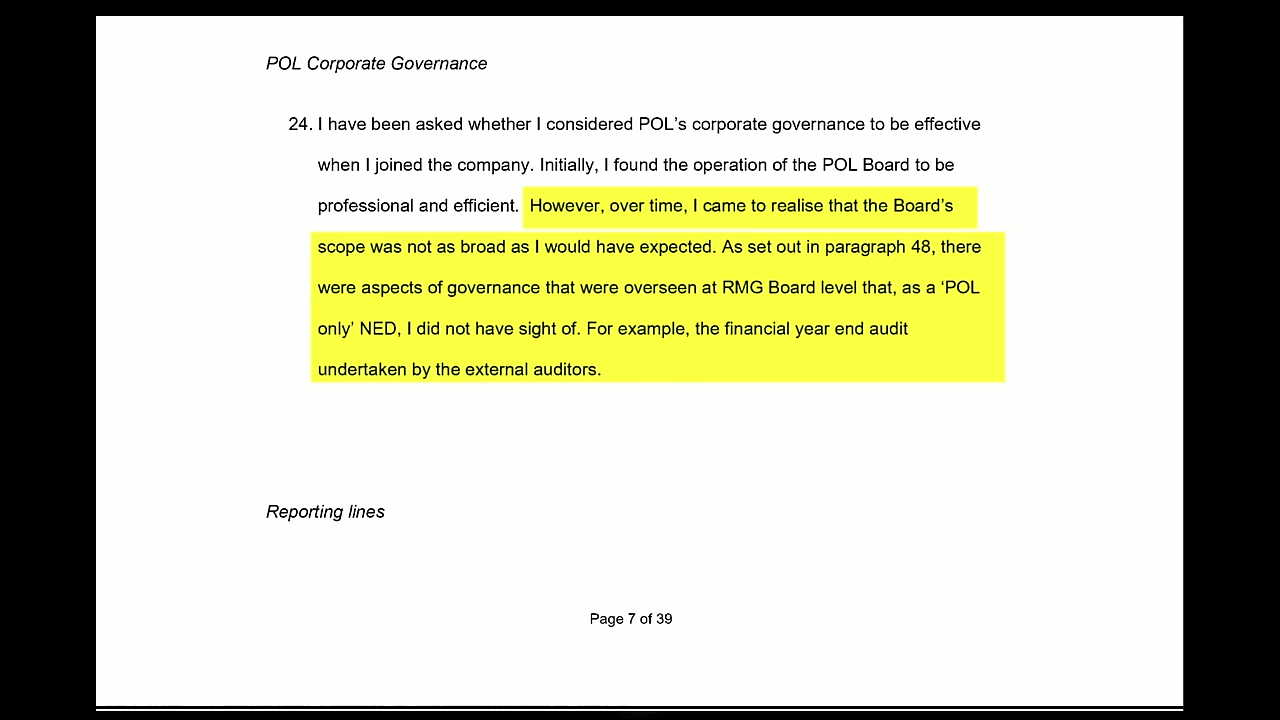 POL Corporate Governance
24. I have been asked whether I considered POL's corporate governance to be effective
when I joined the company. Initially, I found the operation of the POL Board to be
professional and efficient. However, over time, I came to realise that the Board's
scope was not as broad as I would have expected. As set out in paragraph 48, there
were aspects of governance that were overseen at RMG Board level that, as a 'POL
only' NED, I did not have sight of. For example, the financial year end audit
undertaken by the external auditors.
Reporting lines
Page 7 of 39